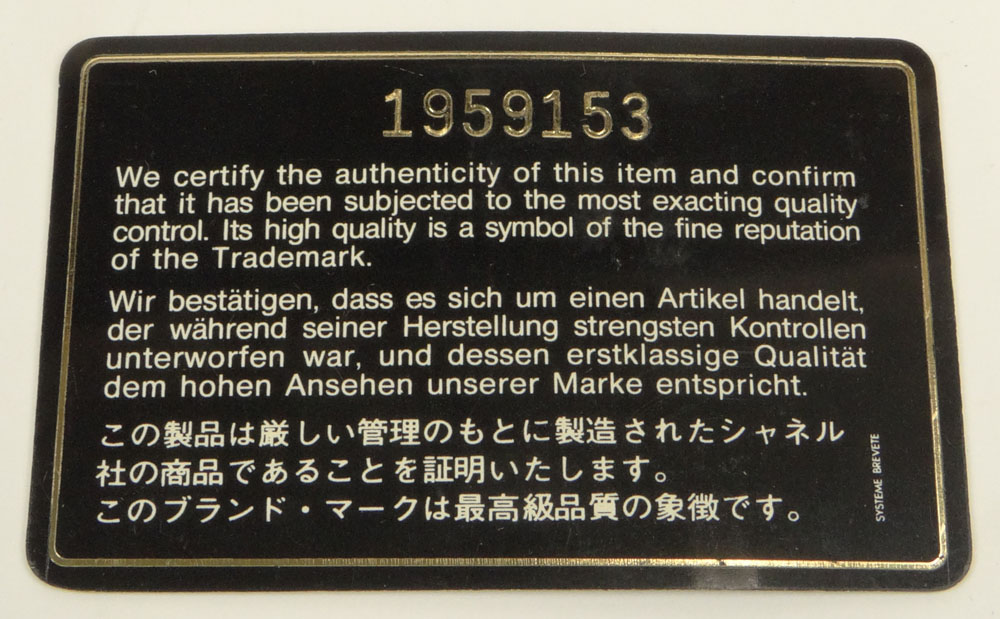 1959153
We certify the authenticity of this item and confirm
that it has been subjected to the most exacting quality
control. Its high quality is a symbol of the fine reputation
of the Trademark.
Wir bestätigen, dass es sich um einen Artikel handelt,
der während seiner Herstellung strengsten Kontrollen
unterworfen war, und dessen erstklassige Qualität
dem hohen Ansehen unserer Marke entspricht.
この製品は厳しい管理のもとに製造されたシャネル
社の商品であることを証明いたします。
このブランド・マークは最高級品質の象徴です。
SYSTEME BREVETE